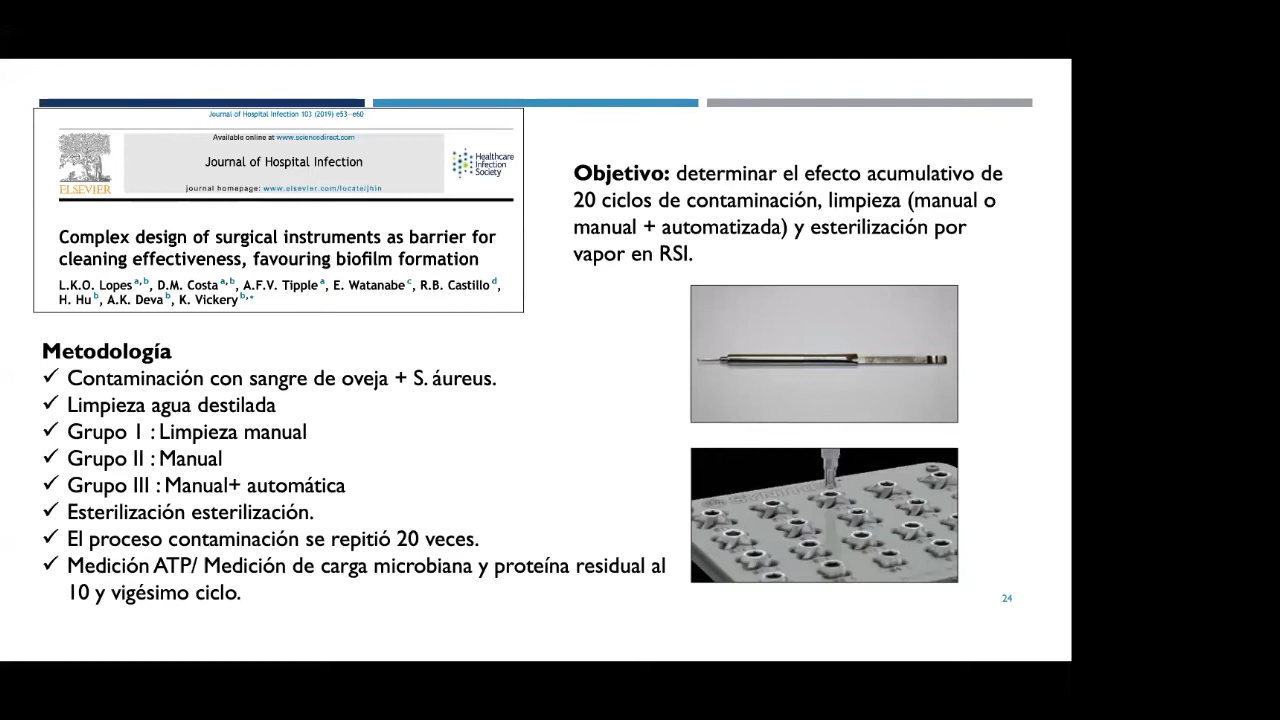 Journal of Hospital Infection 103 (2019) e53–e60
Available online at www.sciencedirect.com
Journal of Hospital Infection
journal homepage: www.elsevier.com/locate/jhin
ELSEVIER
Healthcare
Infection
Society
Complex design of surgical instruments as barrier for
cleaning effectiveness, favouring biofilm formation
L.K.O. Lopes a,b, D.M. Costa a,b, A.F.V. Tipple a, E. Watanabe c, R.B. Castillo d,
H. Hu b, A.K. Deva b, K. Vickery b,*
Objetivo: determinar el efecto acumulativo de
20 ciclos de contaminación, limpieza (manual o
manual + automatizada) y esterilización por
vapor en RSI.
Metodología
✓ Contaminación con sangre de oveja + S. áureus.
✓ Limpieza agua destilada
✓ Grupo I : Limpieza manual
✓ Grupo II : Manual
✓ Grupo III : Manual+ automática
✓ Esterilización esterilización.
✓ El proceso contaminación se repitió 20 veces.
✓ Medición ATP/ Medición de carga microbiana y proteína residual al
10 y vigésimo ciclo.
24